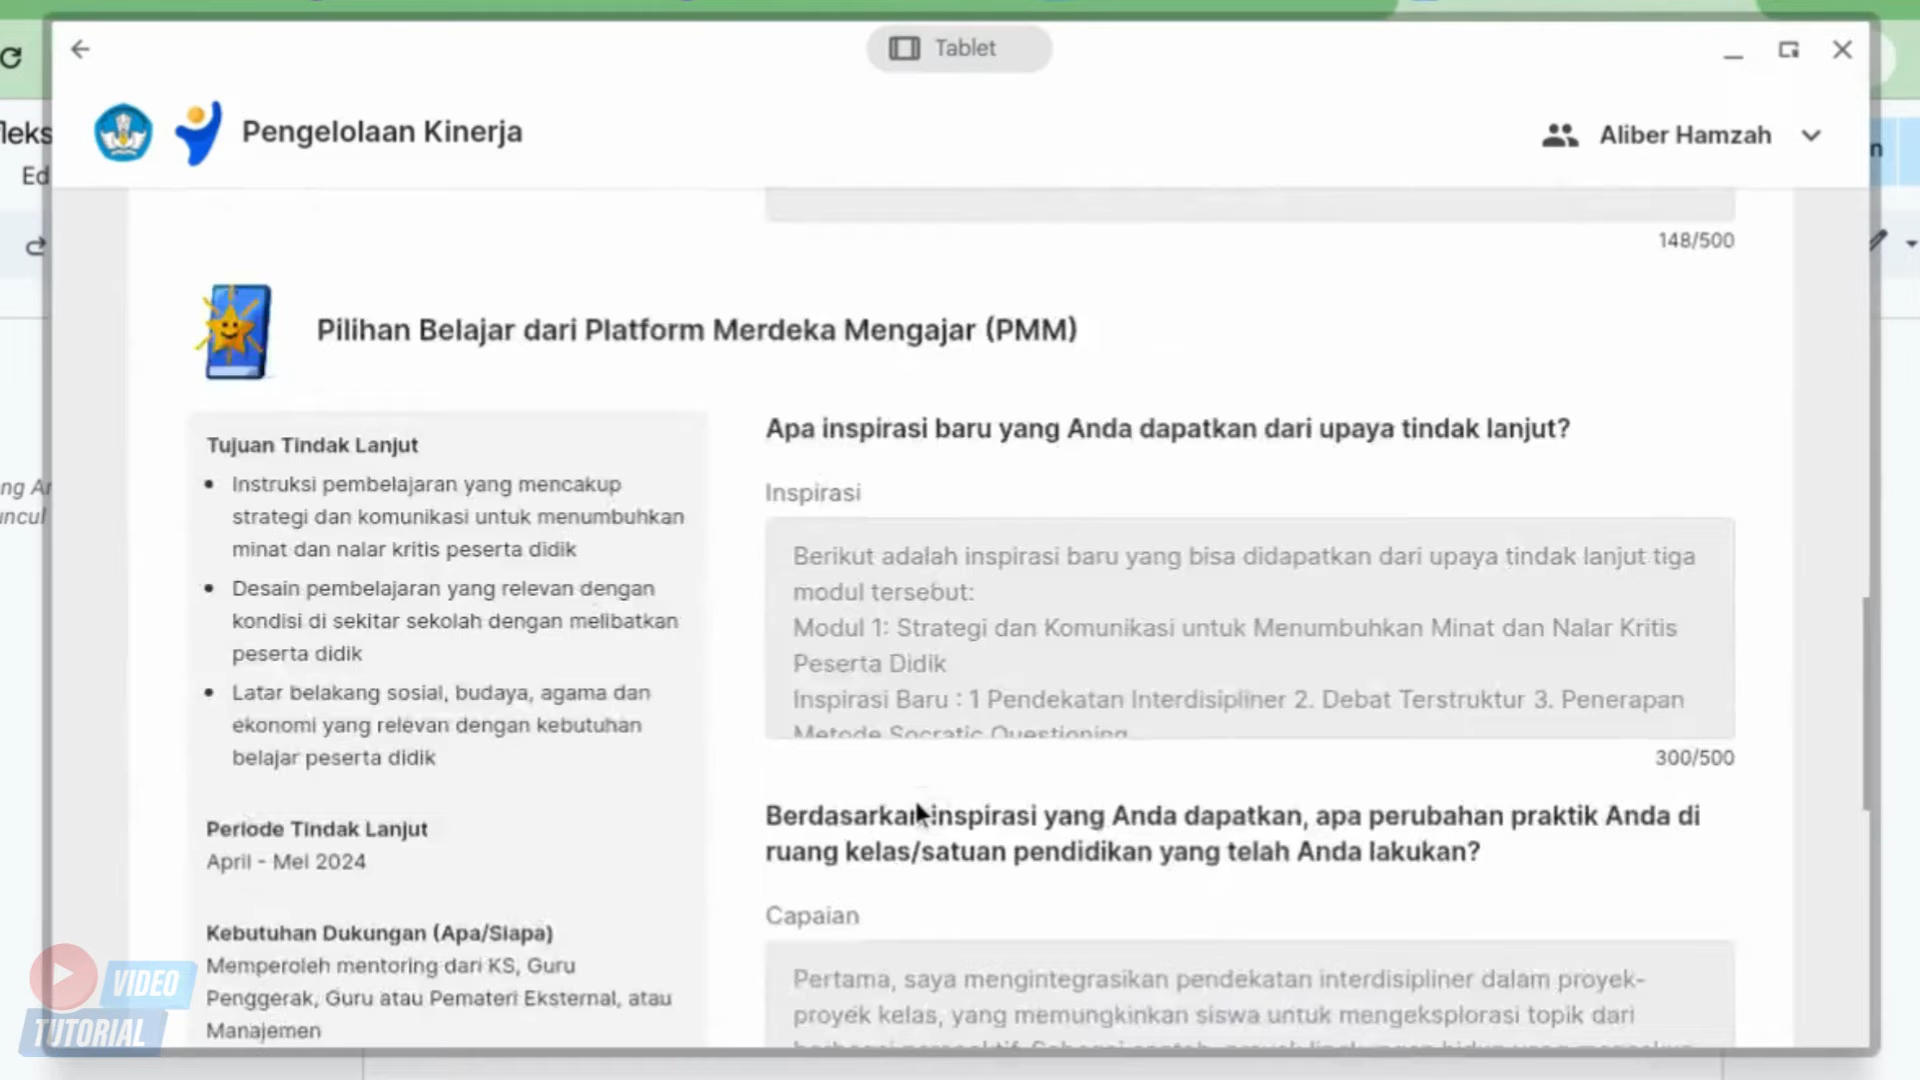 Tablet
Pengelolaan Kinerja
Aliber Hamzah
fleks
Ed
n
148/500
Pilihan Belajar dari Platform Merdeka Mengajar (PMM)
Tujuan Tindak Lanjut
Instruksi pembelajaran yang mencakup
strategi dan komunikasi untuk menumbuhkan
minat dan nalar kritis peserta didik
Desain pembelajaran yang relevan dengan
kondisi di sekitar sekolah dengan melibatkan
peserta didik
Latar belakang sosial, budaya, agama dan
ekonomi yang relevan dengan kebutuhan
belajar peserta didik
Periode Tindak Lanjut
April - Mei 2024
Kebutuhan Dukungan (Apa/Siapa)
Memperoleh mentoring dari KS, Guru
Penggerak, Guru atau Pemateri Eksternal, atau
Manajemen
Apa inspirasi baru yang Anda dapatkan dari upaya tindak lanjut?
Inspirasi
Berikut adalah inspirasi baru yang bisa didapatkan dari upaya tindak lanjut tiga
modul tersebut:
Modul 1: Strategi dan Komunikasi untuk Menumbuhkan Minat dan Nalar Kritis
Peserta Didik
Inspirasi Baru : 1 Pendekatan Interdisipliner 2. Debat Terstruktur 3. Penerapan
Metode Socratic Questioning
300/500
Berdasarkan inspirasi yang Anda dapatkan, apa perubahan praktik Anda di
ruang kelas/satuan pendidikan yang telah Anda lakukan?
Capaian
Pertama, saya mengintegrasikan pendekatan interdisipliner dalam proyek-
proyek kelas, yang memungkinkan siswa untuk mengeksplorasi topik dari
ng An
uncul
VIDEO
TUTORIAL